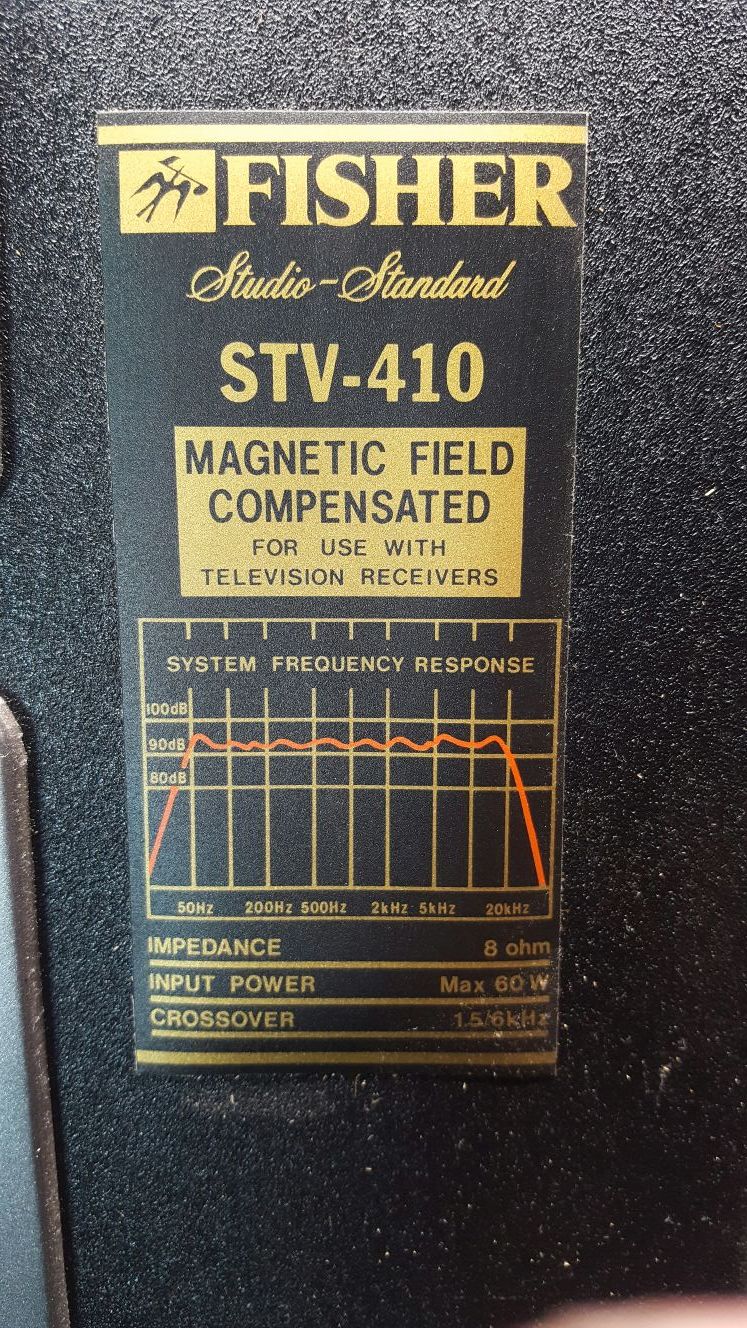 FISHER
Studio-Standard
STV-410
MAGNETIC FIELD
COMPENSATED
FOR USE WITH
TELEVISION RECEIVERS
SYSTEM FREQUENCY RESPONSE
100dB
90dB
80dB
50Hz 200Hz 500Hz 2kHz 5kHz 20kHz
IMPEDANCE 8 ohm
INPUT POWER Max 60 W
CROSSOVER 1.5/6kHz